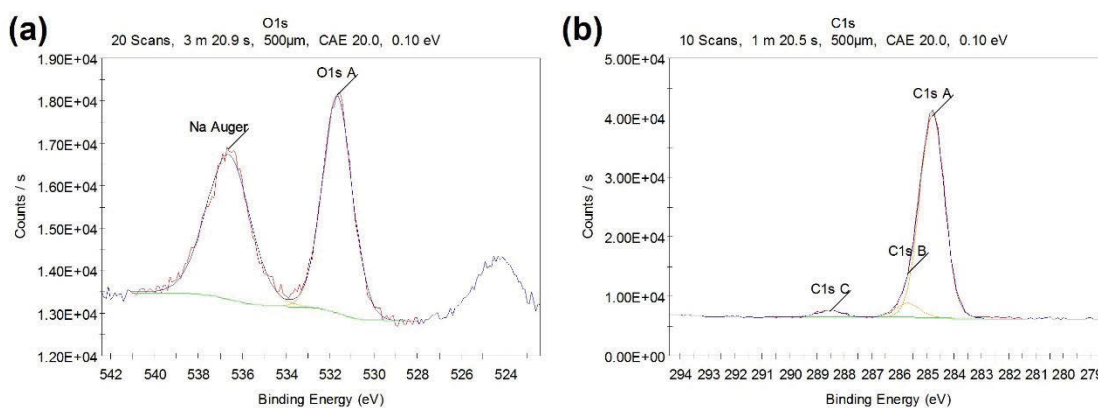 (a)
O1s
20 Scans, 3 m 20.9 s, 500µm, CAE 20.0, 0.10 eV
1.90E+04
1.80E+04
1.70E+04
1.60E+04
1.50E+04
1.40E+04
1.30E+04
1.20E+04
Counts / s
O1s A
Na Auger
542 540 538 536 534 532 530 528 526 524
Binding Energy (eV)
(b)
C1s
10 Scans, 1 m 20.5 s, 500µm, CAE 20.0, 0.10 eV
5.00E+04
4.00E+04
3.00E+04
2.00E+04
1.00E+04
0.00E+00
Counts / s
C1s A
C1s B
C1s C
294 293 292 291 290 289 288 287 286 285 284 283 282 281 280 279
Binding Energy (eV)